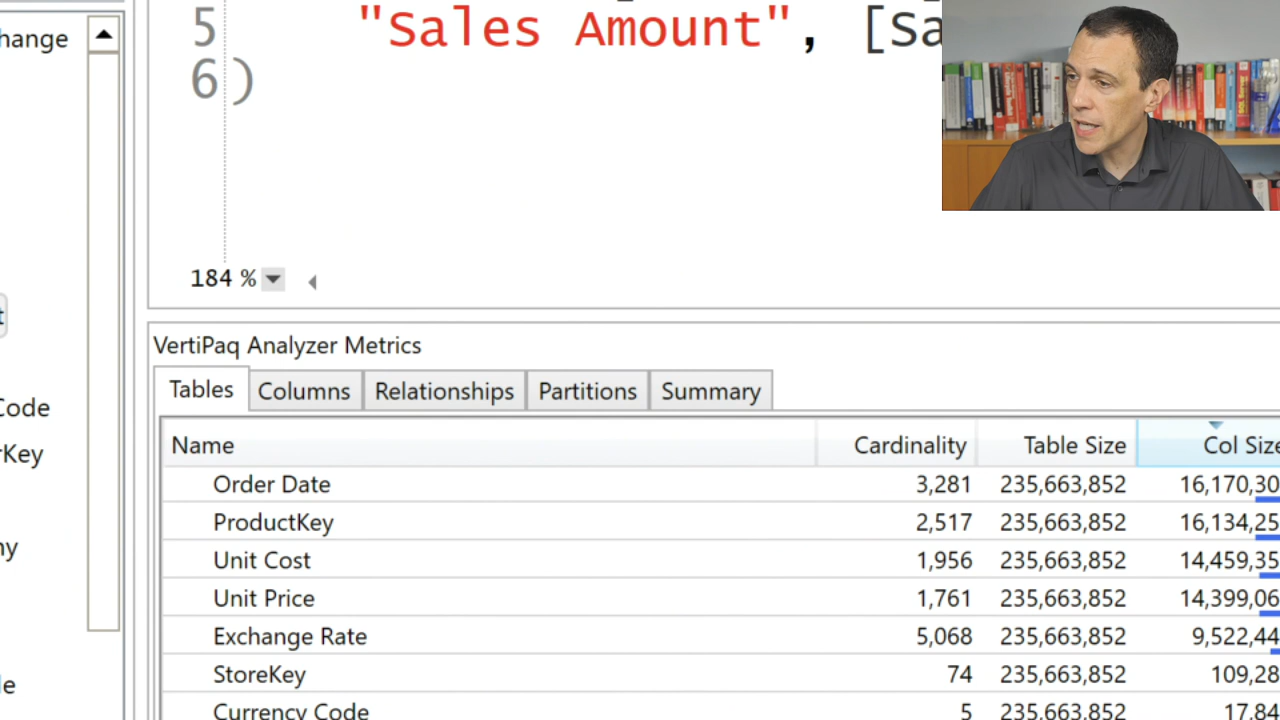 hange
5 "Sales Amount", [Sa
6 )
184 %
Code
rKey
ny
le
VertiPaq Analyzer Metrics
Tables Columns Relationships Partitions Summary
Name Cardinality Table Size Col Size
Order Date 3,281 235,663,852 16,170,30
ProductKey 2,517 235,663,852 16,134,25
Unit Cost 1,956 235,663,852 14,459,35
Unit Price 1,761 235,663,852 14,399,06
Exchange Rate 5,068 235,663,852 9,522,44
StoreKey 74 235,663,852 109,28
Currency Code 5 235,663,852 17,84